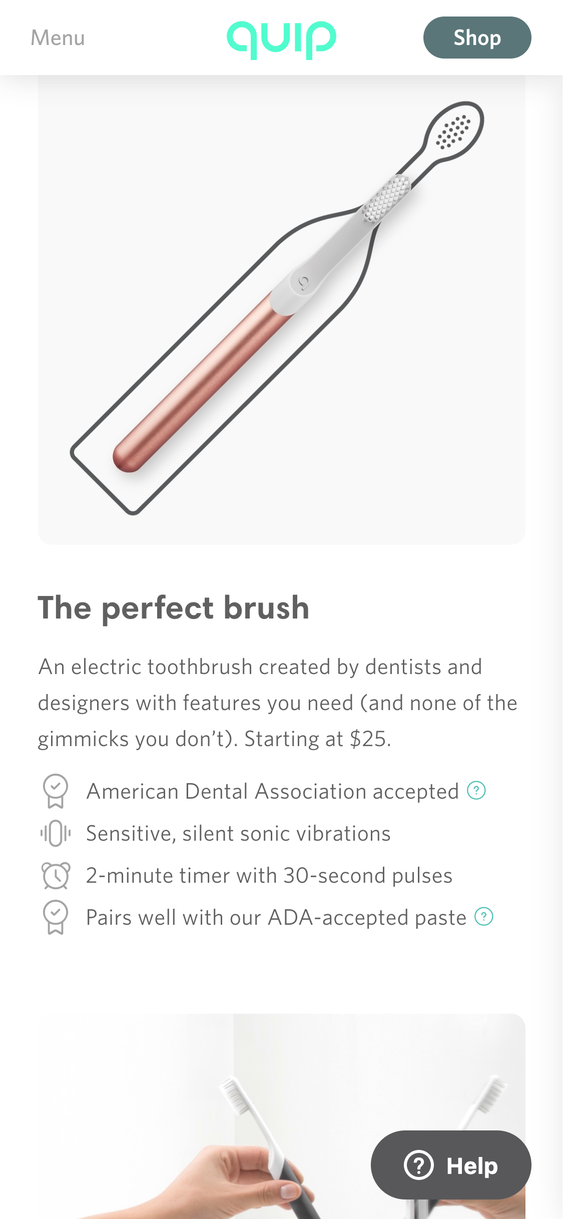 Menu
quip
Shop
The perfect brush
An electric toothbrush created by dentists and
designers with features you need (and none of the
gimmicks you don’t). Starting at $25.
American Dental Association accepted ?
Sensitive, silent sonic vibrations
2-minute timer with 30-second pulses
Pairs well with our ADA-accepted paste ?
? Help